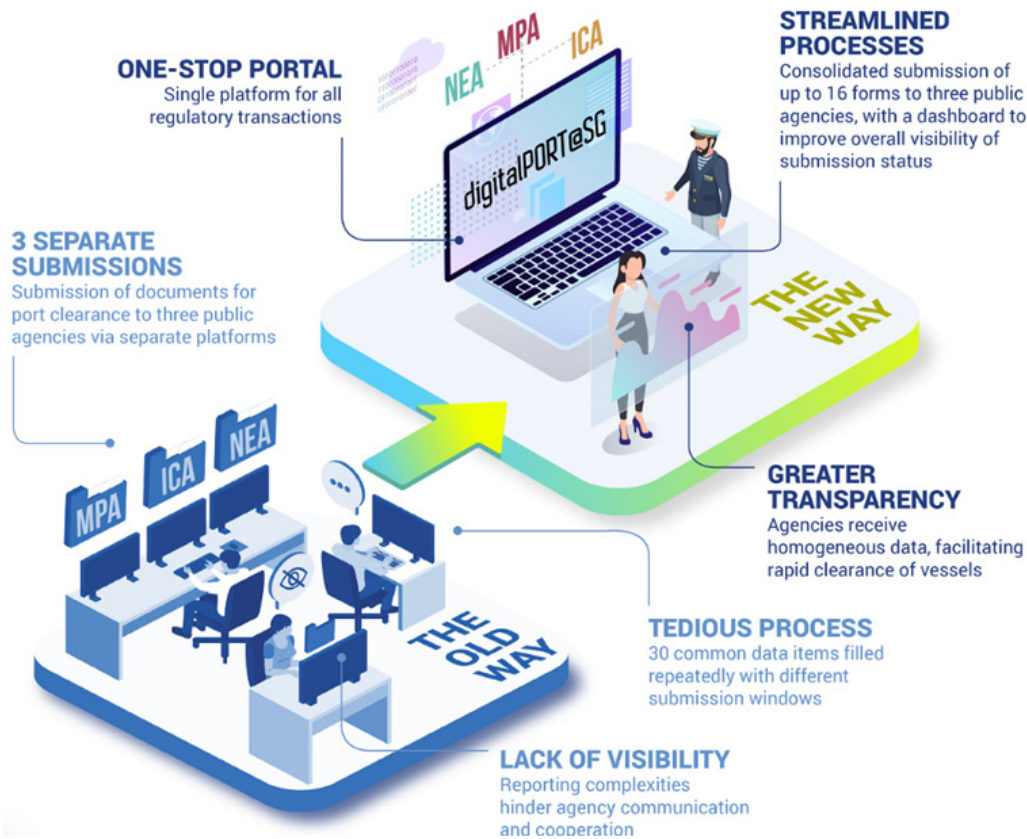 ONE-STOP PORTAL
Single platform for all
regulatory transactions
NEA
MPA
ICA
digitalPORT@SG
STREAMLINED
PROCESSES
Consolidated submission of
up to 16 forms to three public
agencies, with a dashboard to
improve overall visibility of
submission status
THE
NEW
WAY
GREATER
TRANSPARENCY
Agencies receive
homogeneous data, facilitating
rapid clearance of vessels
3 SEPARATE
SUBMISSIONS
Submission of documents for
port clearance to three public
agencies via separate platforms
MPA
ICA
NEA
THE
OLD
WAY
TEDIOUS PROCESS
30 common data items filled
repeatedly with different
submission windows
LACK OF VISIBILITY
Reporting complexities
hinder agency communication
and cooperation